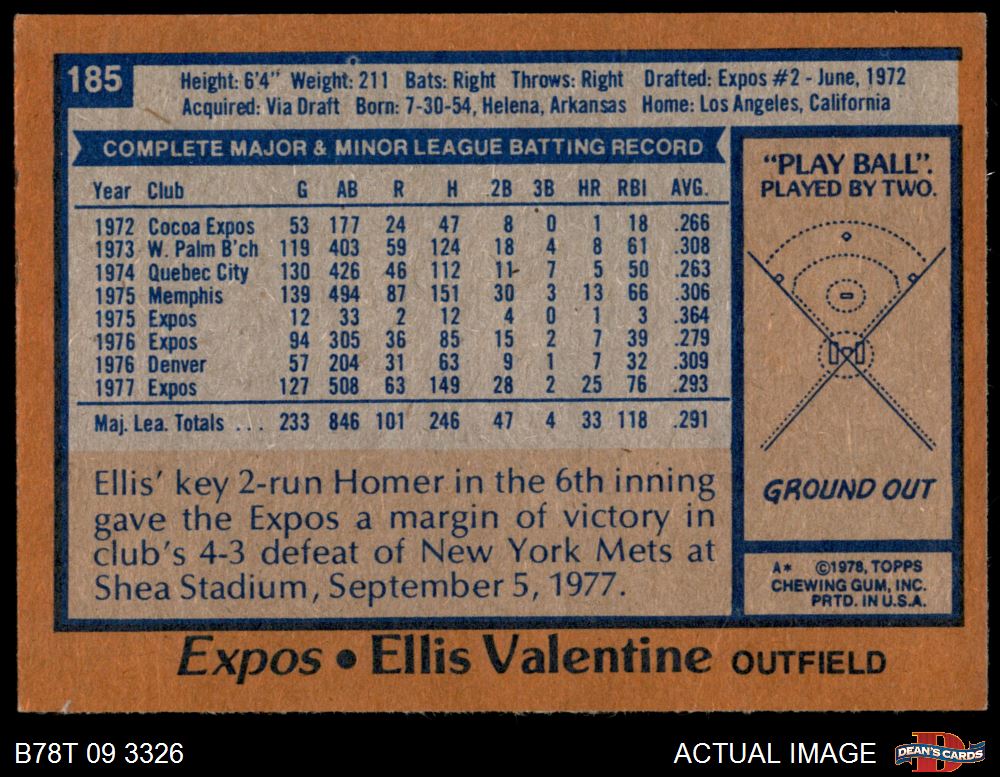 185
Height: 6'4" Weight: 211 Bats: Right Throws: Right Drafted: Expos #2 - June, 1972
Acquired: Via Draft Born: 7-30-54, Helena, Arkansas Home: Los Angeles, California
COMPLETE MAJOR & MINOR LEAGUE BATTING RECORD
Year Club G AB R H 2B 3B HR RBI AVG.
1972 Cocoa Expos 53 177 24 47 8 0 1 18 .266
1973 W. Palm B'ch 119 403 59 124 18 4 8 61 .308
1974 Quebec City 130 426 46 112 11 7 5 50 .263
1975 Memphis 139 494 87 151 30 3 13 66 .306
1975 Expos 12 33 2 12 4 0 1 3 .364
1976 Expos 94 305 36 85 15 2 7 39 .279
1976 Denver 57 204 31 63 9 1 7 32 .309
1977 Expos 127 508 63 149 28 2 25 76 .293
Maj. Lea. Totals ... 233 846 101 246 47 4 33 118 .291
Ellis' key 2-run Homer in the 6th inning
gave the Expos a margin of victory in
club's 4-3 defeat of New York Mets at
Shea Stadium, September 5, 1977.
"PLAY BALL".
PLAYED BY TWO.
GROUND OUT
A* ©1978, TOPPS
CHEWING GUM, INC.
PRTD. IN U.S.A.
Expos • Ellis Valentine OUTFIELD
B78T 09 3326
ACTUAL IMAGE
D
DEAN'S CARDS